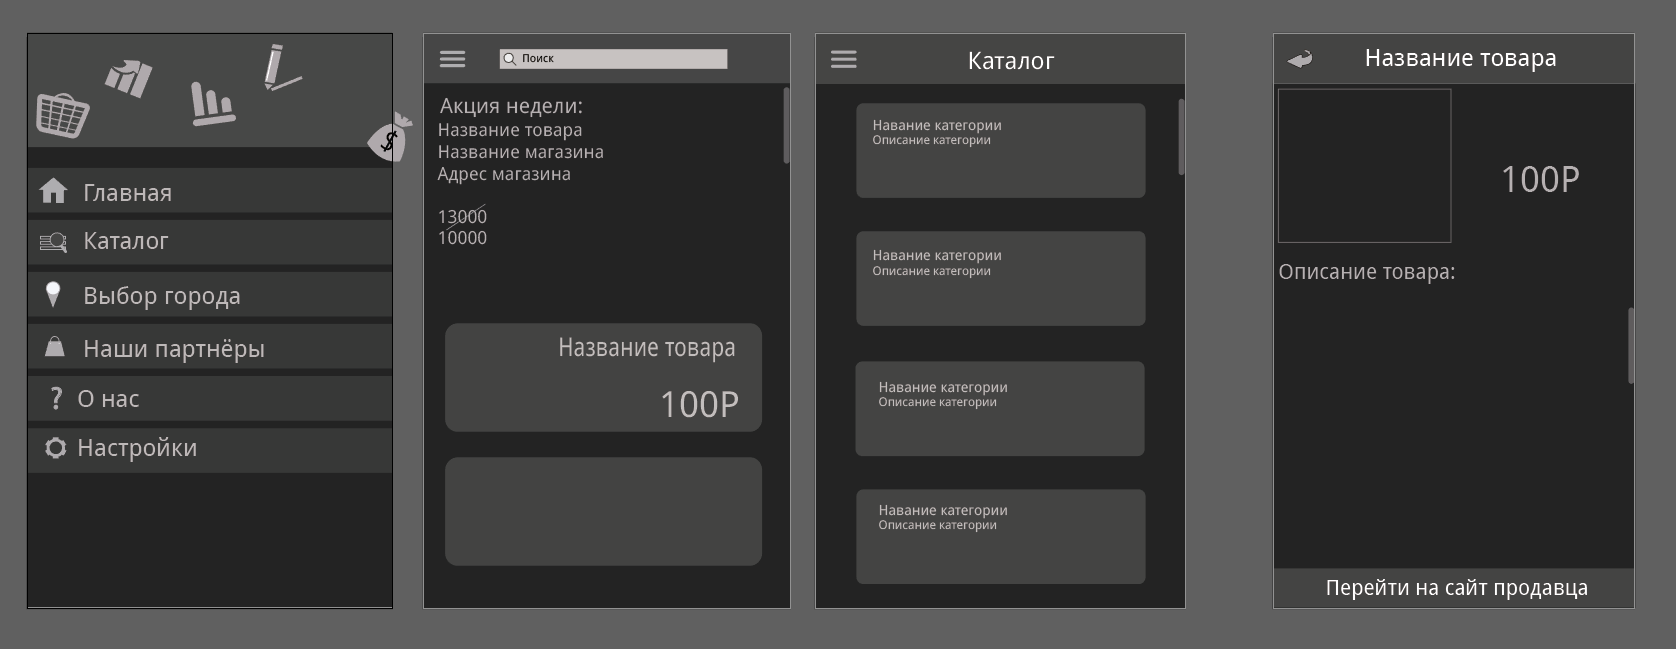 $
Главная
Каталог
Выбор города
Наши партнёры
? О нас
Настройки
Поиск
Акция недели:
Название товара
Название магазина
Адрес магазина
13000
10000
Название товара
100Р
Каталог
Навание категории
Описание категории
Навание категории
Описание категории
Навание категории
Описание категории
Навание категории
Описание категории
Название товара
100Р
Описание товара:
Перейти на сайт продавца